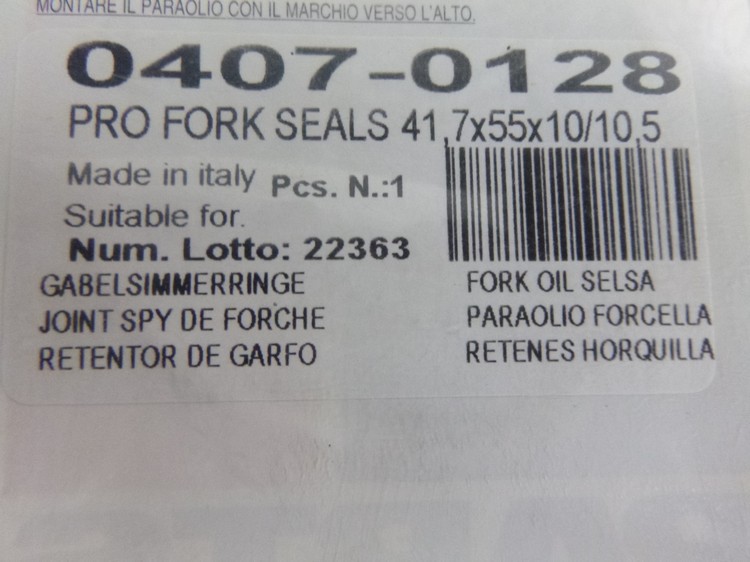 MONTARE IL PARAOLIO CON IL MARCHIO VERSO L'ALTO.
0407-0128
PRO FORK SEALS 41,7x55x10/10,5
Made in italy Pcs. N.:1
Suitable for.
Num. Lotto: 22363
GABELSIMMERRINGE
FORK OIL SELSA
JOINT SPY DE FORCHE
PARAOLIO FORCELLA
RETENTOR DE GARFO
RETENES HORQUILLA